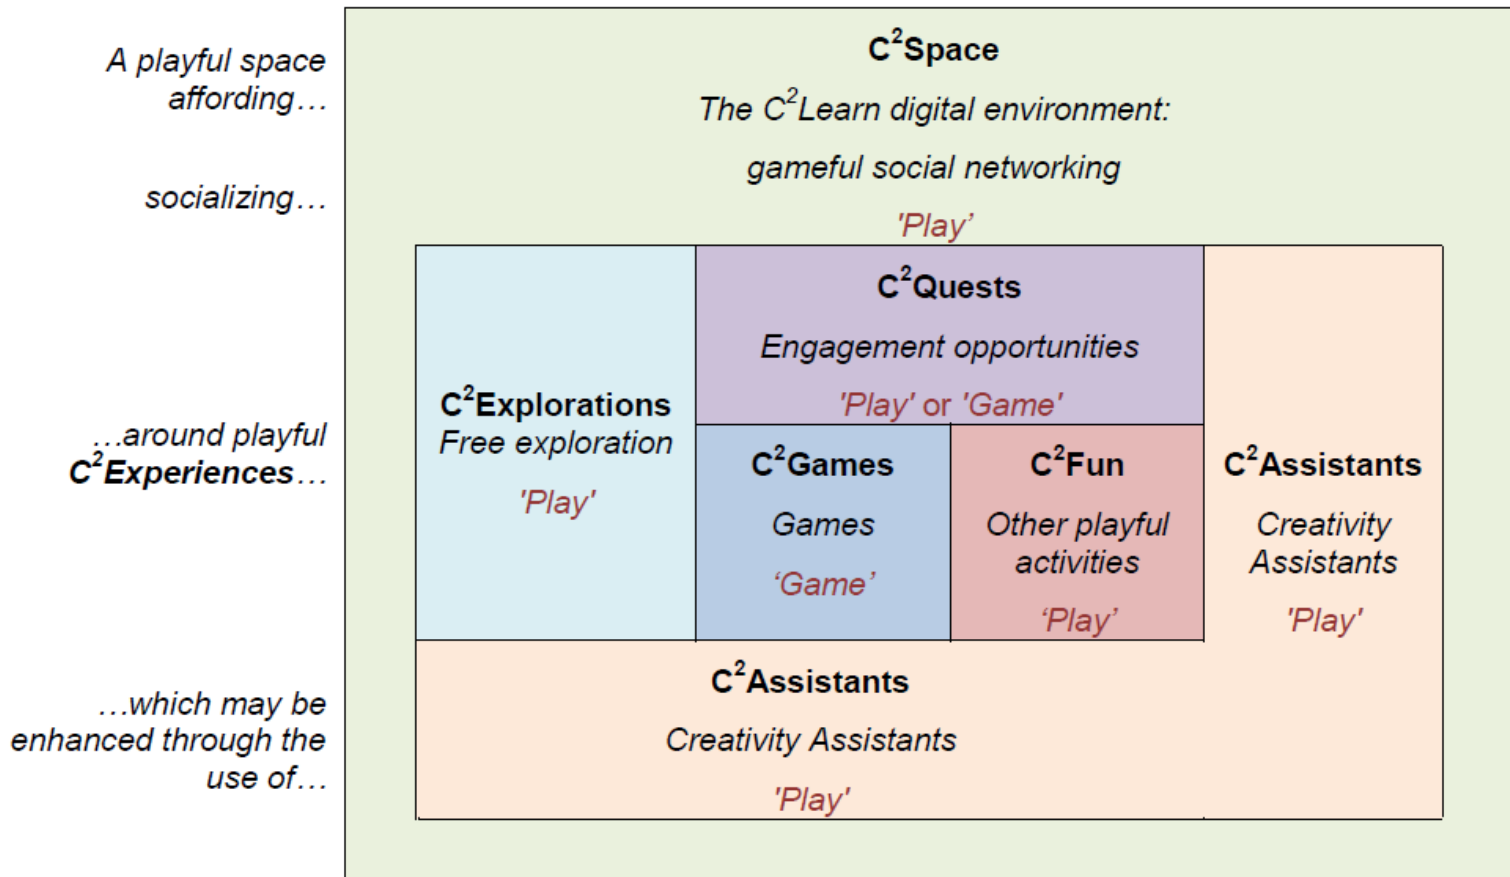 A playful space
affording…
socializing…
…around playful
C²Experiences…
…which may be
enhanced through the
use of…
C²Space
The C²Learn digital environment:
gameful social networking
'Play’
C²Explorations
Free exploration
'Play'
C²Quests
Engagement opportunities
'Play' or 'Game'
C²Games
Games
‘Game’
C²Fun
Other playful
activities
‘Play’
C²Assistants
Creativity
Assistants
'Play'
C²Assistants
Creativity Assistants
'Play'